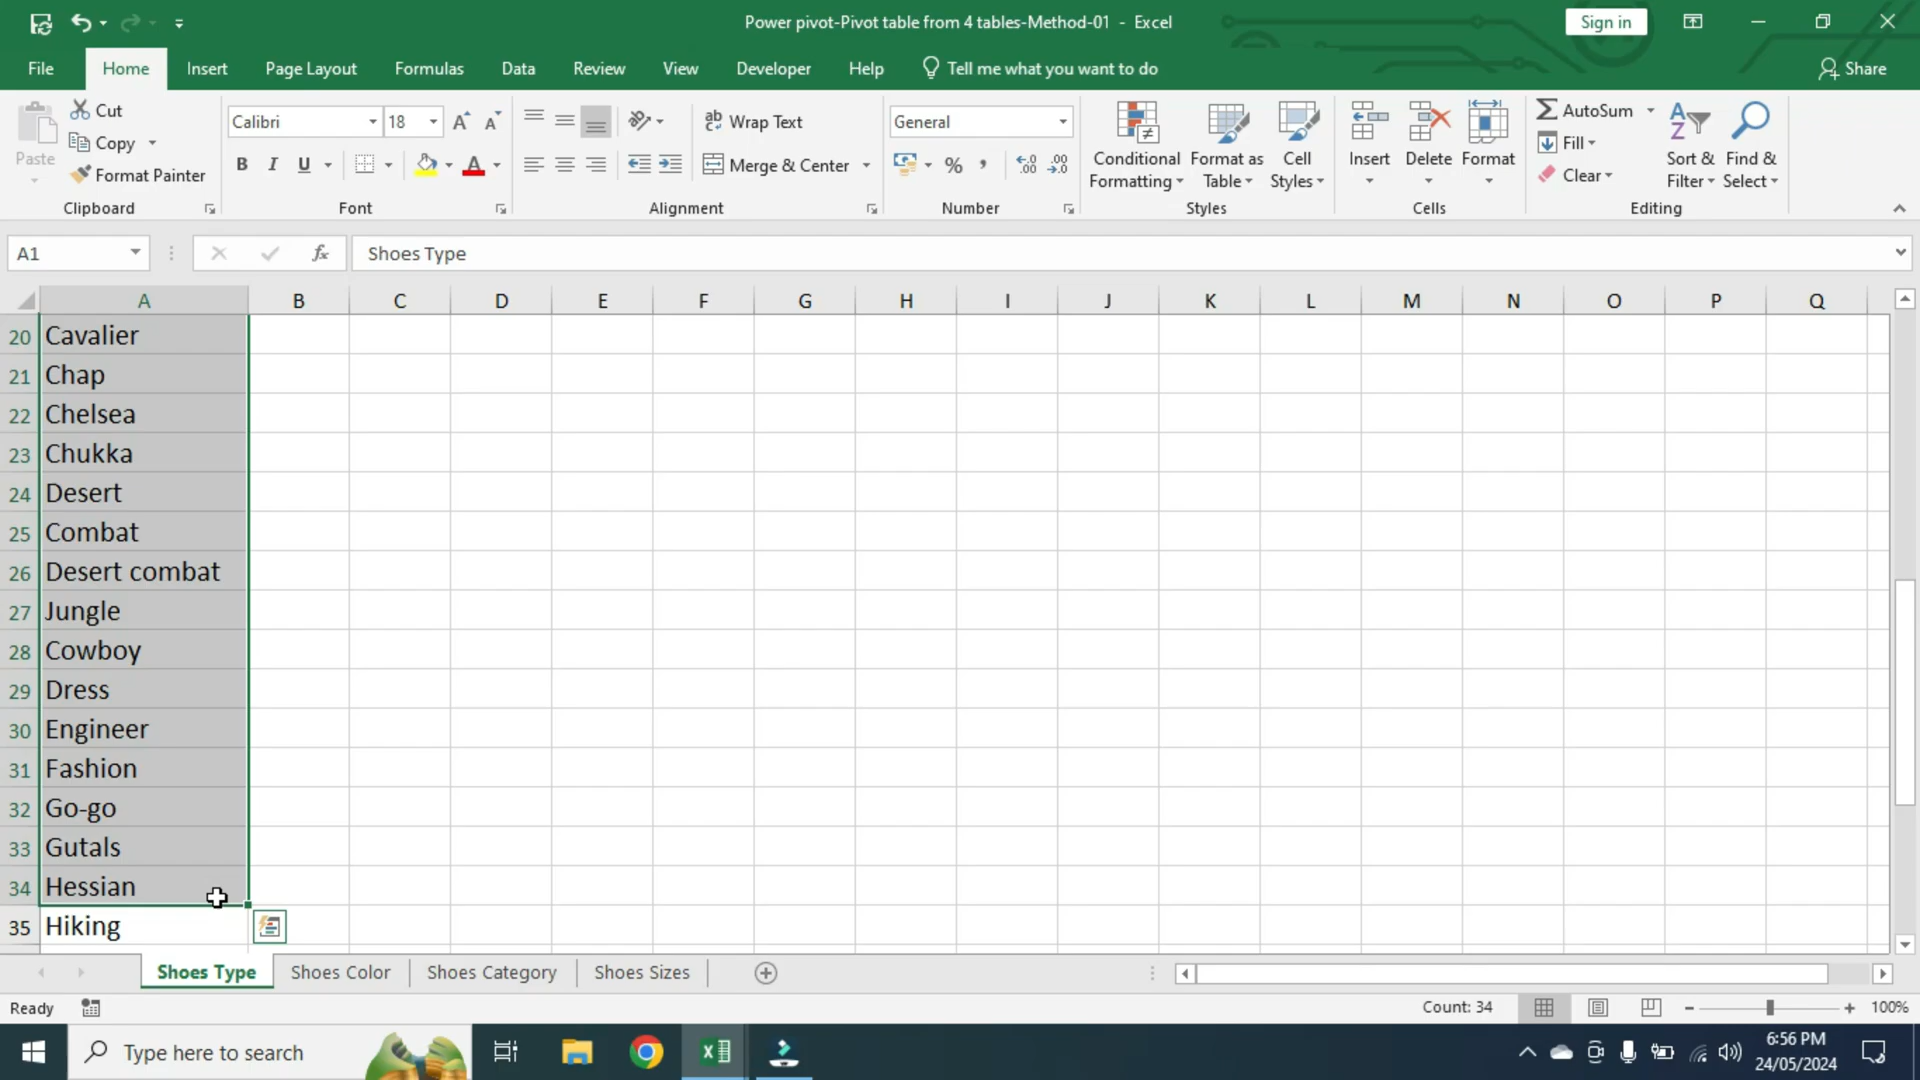 Power pivot-Pivot table from 4 tables-Method-01 - Excel
Sign in
File Home Insert Page Layout Formulas Data Review View Developer Help Tell me what you want to do Share
Paste
Cut
Copy
Format Painter
Clipboard
Calibri 18
B I U
Font
Wrap Text
Merge & Center
Alignment
General
Number
Conditional Formatting
Format as Table
Cell Styles
Styles
Insert
Delete
Format
Cells
AutoSum
Fill
Clear
Sort & Filter
Find & Select
Editing
A1 fx Shoes Type
A B C D E F G H I J K L M N O P Q
20 Cavalier
21 Chap
22 Chelsea
23 Chukka
24 Desert
25 Combat
26 Desert combat
27 Jungle
28 Cowboy
29 Dress
30 Engineer
31 Fashion
32 Go-go
33 Gutals
34 Hessian
35 Hiking
Shoes Type Shoes Color Shoes Category Shoes Sizes
Ready Count: 34 100%
Type here to search
6:56 PM
24/05/2024